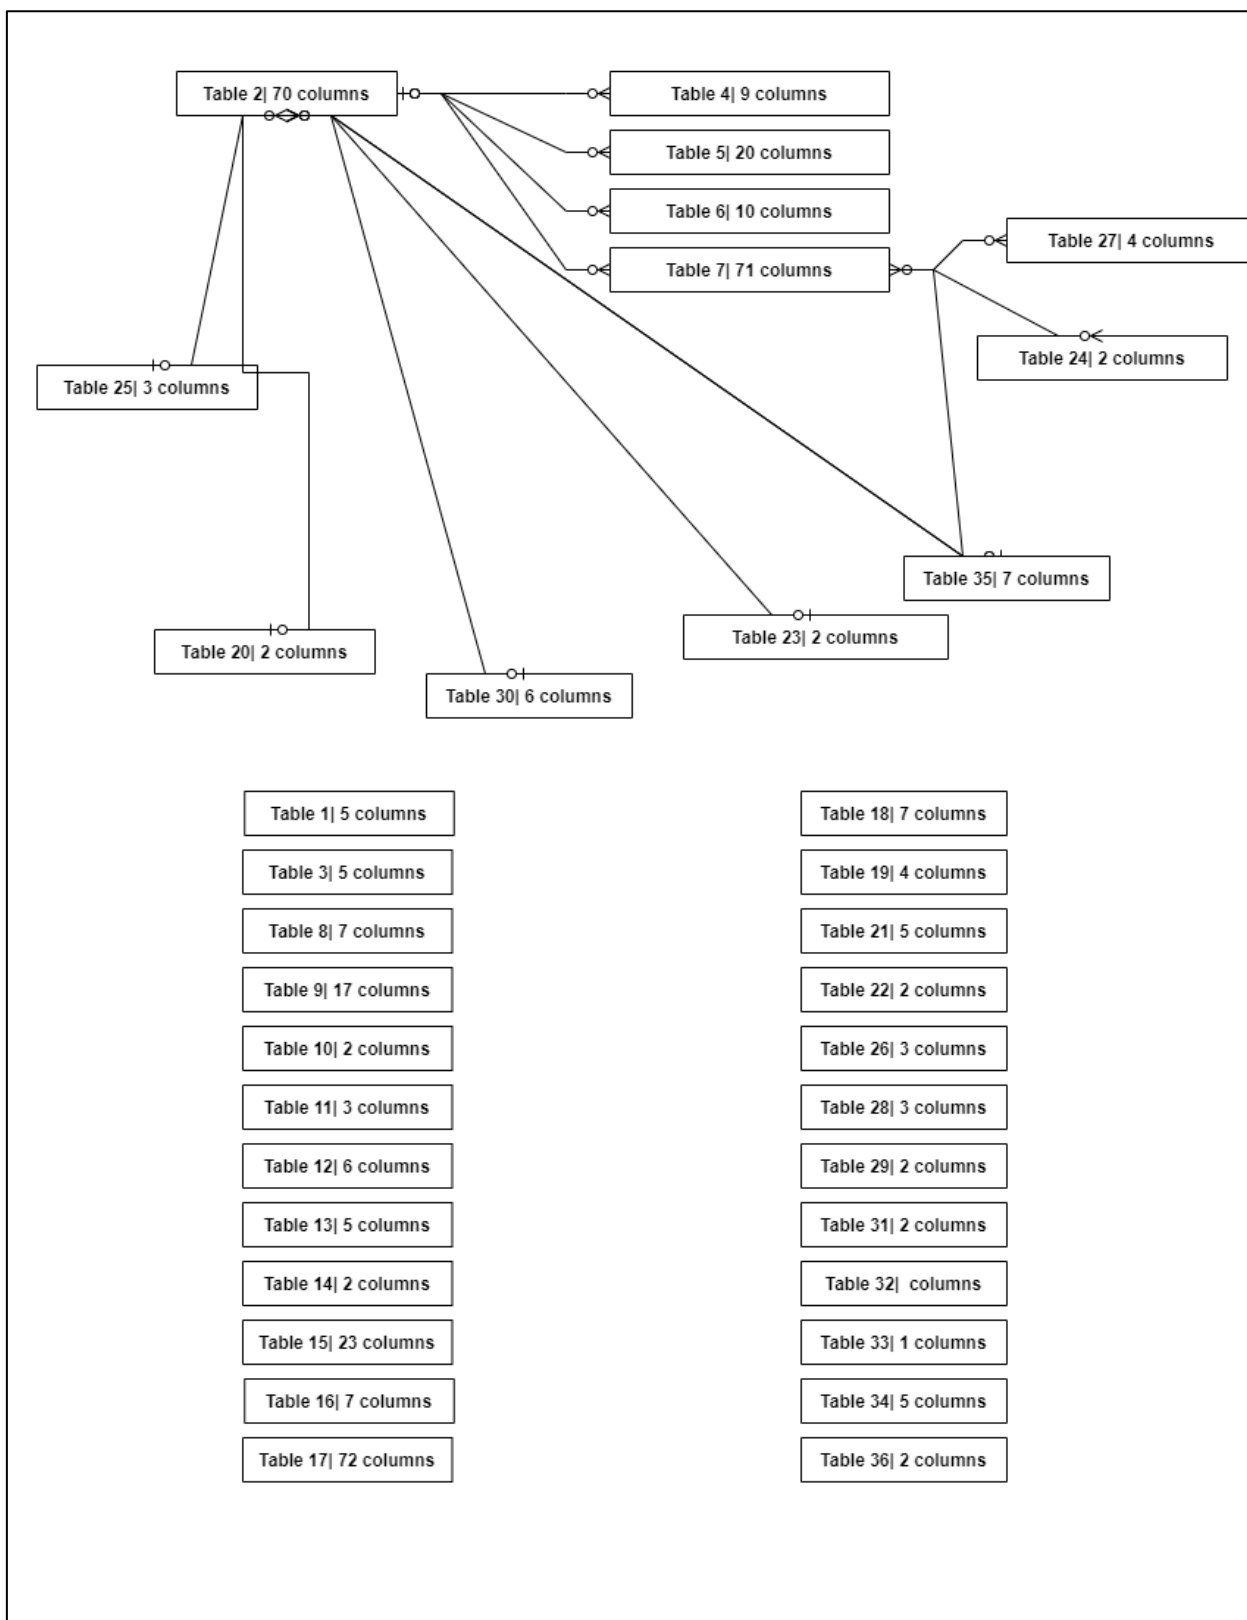 Table 2| 70 columns
Table 4| 9 columns
Table 5| 20 columns
Table 6| 10 columns
Table 7| 71 columns
Table 27| 4 columns
Table 24| 2 columns
Table 25| 3 columns
Table 35| 7 columns
Table 23| 2 columns
Table 20| 2 columns
Table 30| 6 columns
Table 1| 5 columns
Table 3| 5 columns
Table 8| 7 columns
Table 9| 17 columns
Table 10| 2 columns
Table 11| 3 columns
Table 12| 6 columns
Table 13| 5 columns
Table 14| 2 columns
Table 15| 23 columns
Table 16| 7 columns
Table 17| 72 columns
Table 18| 7 columns
Table 19| 4 columns
Table 21| 5 columns
Table 22| 2 columns
Table 26| 3 columns
Table 28| 3 columns
Table 29| 2 columns
Table 31| 2 columns
Table 32|  columns
Table 33| 1 columns
Table 34| 5 columns
Table 36| 2 columns